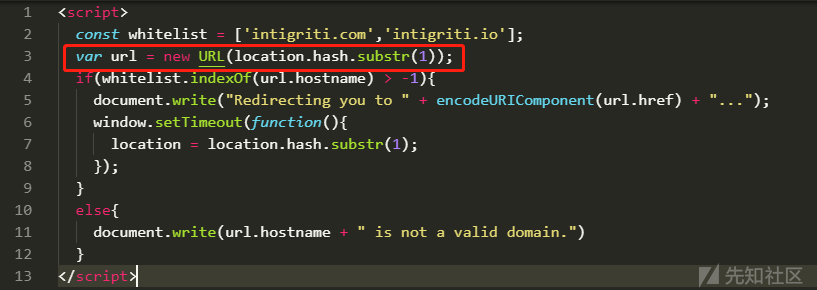 1 <script>
2 const whitelist = ['intigriti.com','intigriti.io'];
3 var url = new URL(location.hash.substr(1));
4 if(whitelist.indexOf(url.hostname) > -1){
5 document.write("Redirecting you to " + encodeURIComponent(url.href) + "...");
6 window.setTimeout(function(){
7 location = location.hash.substr(1);
8 });
9 }
10 else{
11 document.write(url.hostname + " is not a valid domain.")
12 }
13 </script>
先知社区